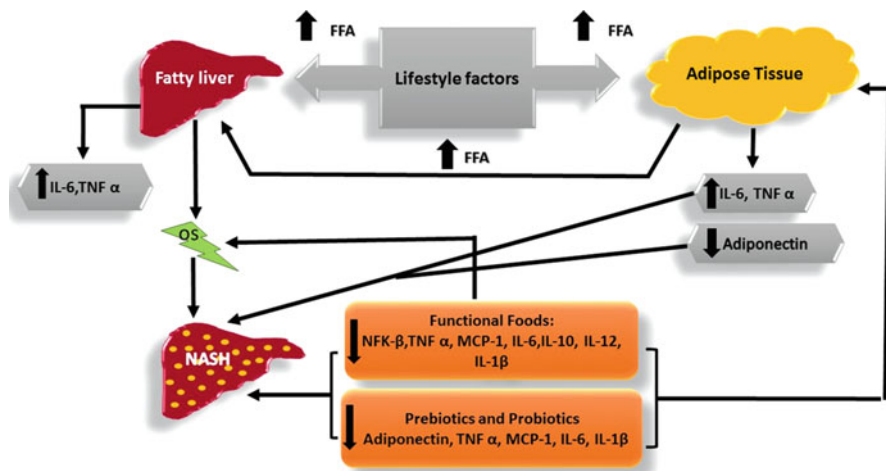 FFA
FFA
Fatty liver
Lifestyle factors
Adipose Tissue
FFA
IL-6,TNF α
IL-6, TNF α
OS
Adiponectin
Functional Foods:
NFK-β,TNF α, MCP-1, IL-6,IL-10, IL-12,
IL-1β
NASH
Prebiotics and Probiotics
Adiponectin, TNF α, MCP-1, IL-6, IL-1β